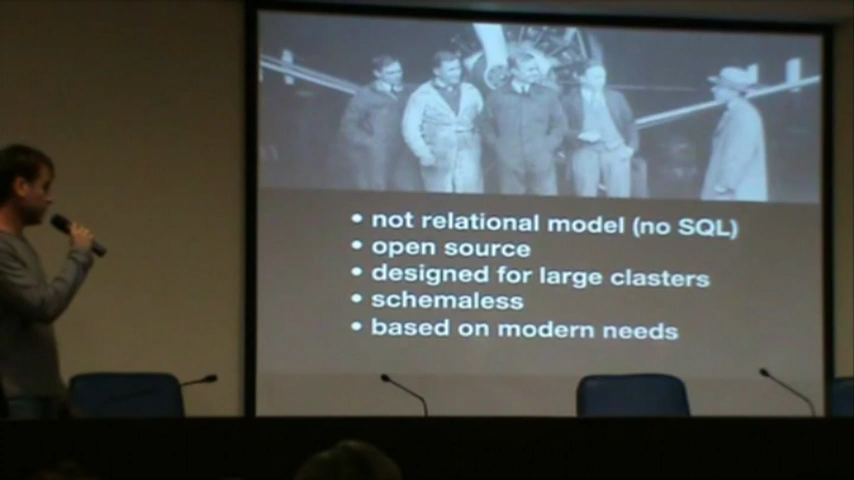 • not relational model (no SQL)
• open source
• designed for large clasters
• schemaless
• based on modern needs